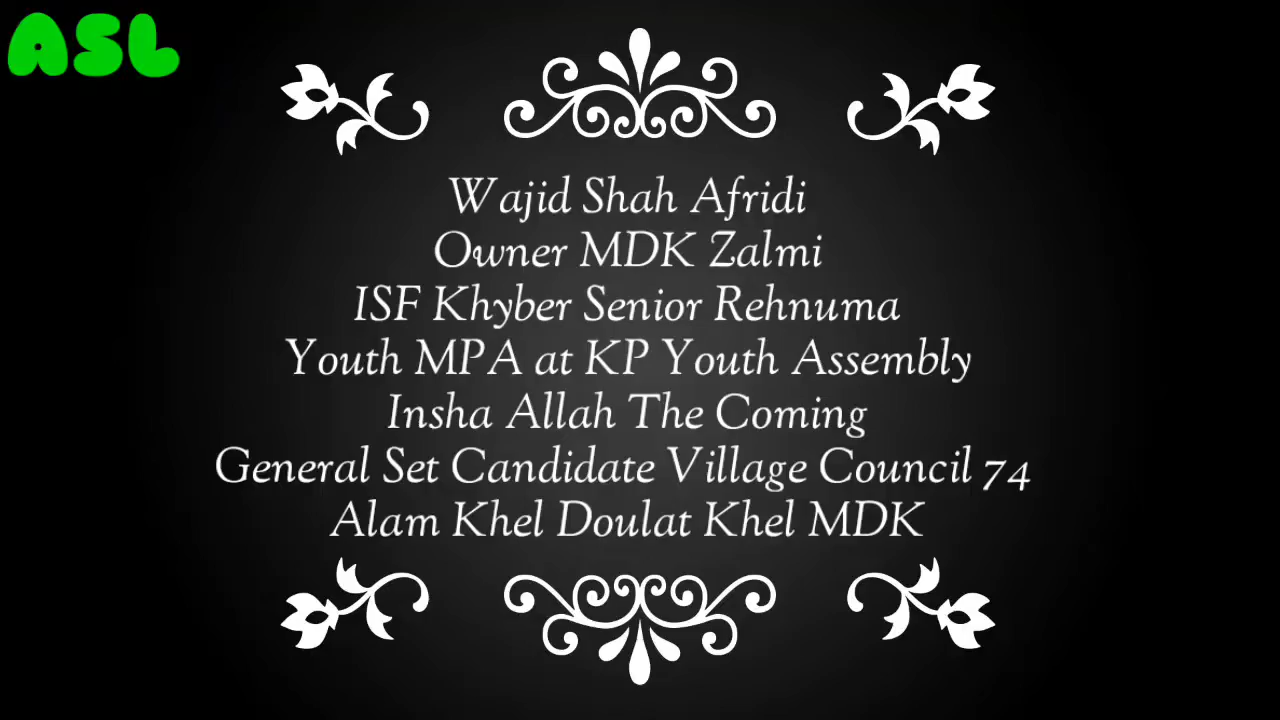 ASL
Wajid Shah Afridi
Owner MDK Zalmi
ISF Khyber Senior Rehnuma
Youth MPA at KP Youth Assembly
Insha Allah The Coming
General Set Candidate Village Council 74
Alam Khel Doulat Khel MDK